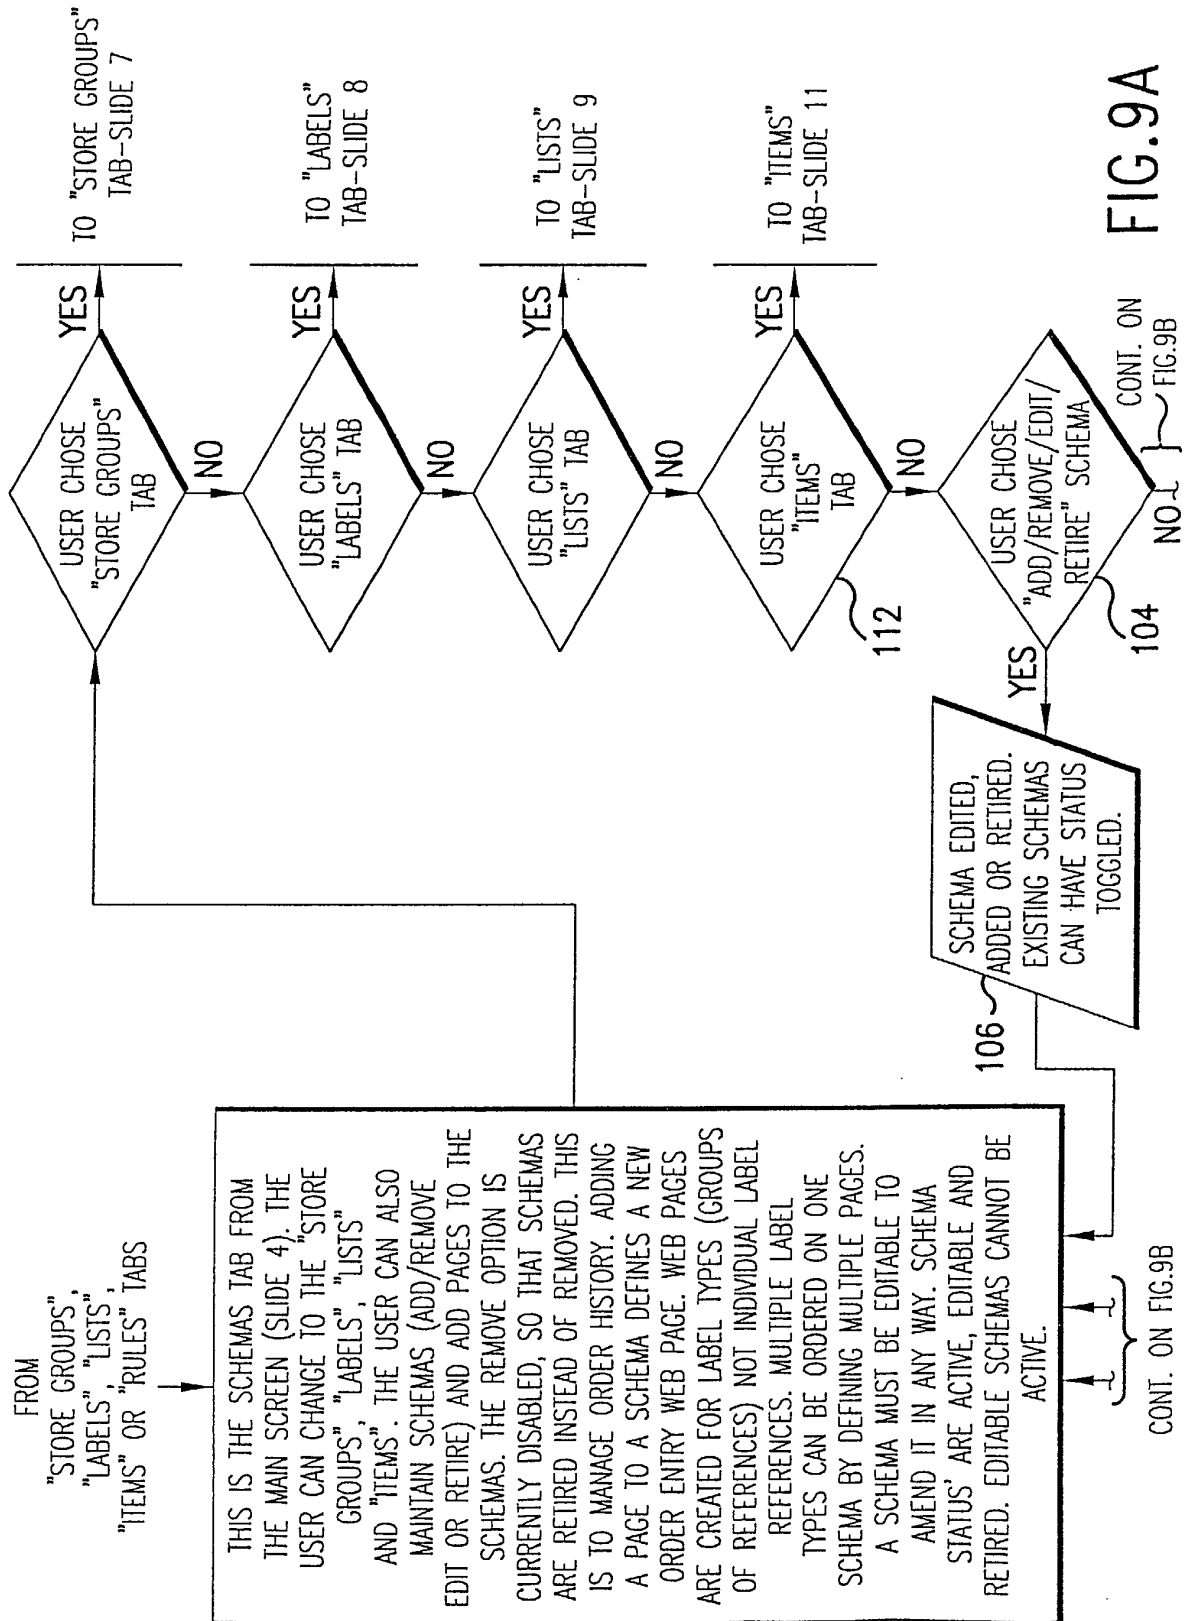 FROM
"STORE GROUPS",
"LABELS", "LISTS",
"ITEMS" OR "RULES" TABS
THIS IS THE SCHEMAS TAB FROM
THE MAIN SCREEN (SLIDE 4). THE
USER CAN CHANGE TO THE "STORE
GROUPS", "LABELS", "LISTS"
AND "ITEMS". THE USER CAN ALSO
MAINTAIN SCHEMAS (ADD/REMOVE
EDIT OR RETIRE) AND ADD PAGES TO THE
SCHEMAS. THE REMOVE OPTION IS
CURRENTLY DISABLED, SO THAT SCHEMAS
ARE RETIRED INSTEAD OF REMOVED. THIS
IS TO MANAGE ORDER HISTORY. ADDING
A PAGE TO A SCHEMA DEFINES A NEW
ORDER ENTRY WEB PAGE. WEB PAGES
ARE CREATED FOR LABEL TYPES (GROUPS
OF REFERENCES) NOT INDIVIDUAL LABEL
REFERENCES. MULTIPLE LABEL
TYPES CAN BE ORDERED ON ONE
SCHEMA BY DEFINING MULTIPLE PAGES.
A SCHEMA MUST BE EDITABLE TO
AMEND IT IN ANY WAY. SCHEMA
STATUS' ARE ACTIVE, EDITABLE AND
RETIRED. EDITABLE SCHEMAS CANNOT BE
ACTIVE.
CONT. ON FIG.9B
USER CHOSE
"STORE GROUPS"
TAB
YES
TO "STORE GROUPS"
TAB-SLIDE 7
NO
USER CHOSE
"LABELS" TAB
YES
TO "LABELS"
TAB-SLIDE 8
NO
USER CHOSE
"LISTS" TAB
YES
TO "LISTS"
TAB-SLIDE 9
NO
USER CHOSE
"ITEMS"
TAB
112
YES
TO "ITEMS"
TAB-SLIDE 11
NO
USER CHOSE
"ADD/REMOVE/EDIT/
RETIRE" SCHEMA
104
YES
NO
CONT. ON
FIG.9B
SCHEMA EDITED,
ADDED OR RETIRED.
EXISTING SCHEMAS
CAN HAVE STATUS
TOGGLED.
106
FIG.9A